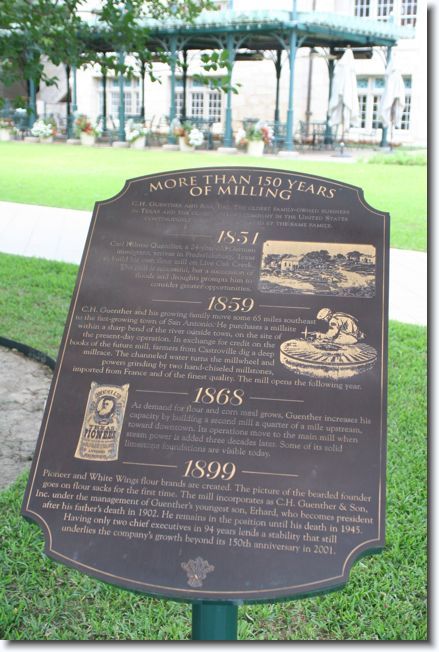 MORE THAN 150 YEARS
OF MILLING
C.H. Guenther and Son, Inc. The oldest family-owned business
in Texas and the oldest company in the United States
continuously by the same family.
1851
Carl Hilmar Guenther, a 24-year-old German
immigrant, arrives in Fredericksburg, Texas
to build his own flour mill on Live Oak Creek.
The mill is successful, but a succession of
floods and droughts prompts him to
consider greater opportunities.
1859
C.H. Guenther and his growing family move some 65 miles southeast
to the fast-growing town of San Antonio. He purchases a millsite
within a sharp bend of the river outside town, on the site of
the present-day operation. In exchange for credit on the
books of the future mill, farmers from Castroville dig a deep
millrace. The channeled water turns the millwheel and
powers grinding by two hand-chiseled millstones,
imported from France and of the finest quality. The mill opens the following year.
1868
As demand for flour and corn meal grows, Guenther increases his
capacity by building a second mill a quarter of a mile upstream,
toward downtown. Its operations move to the main mill when
steam power is added three decades later. Some of its solid
limestone foundations are visible today.
GUENTHER'S
PIONEER
1899
Pioneer and White Wings flour brands are created. The picture of the bearded founder
goes on flour sacks for the first time. The mill incorporates as C.H. Guenther & Son,
Inc. under the management of Guenther's youngest son, Erhard, who becomes president
after his father's death in 1902. He remains in the position until his death in 1945.
Having only two chief executives in 94 years lends a stability that still
underlies the company's growth beyond its 150th anniversary in 2001.